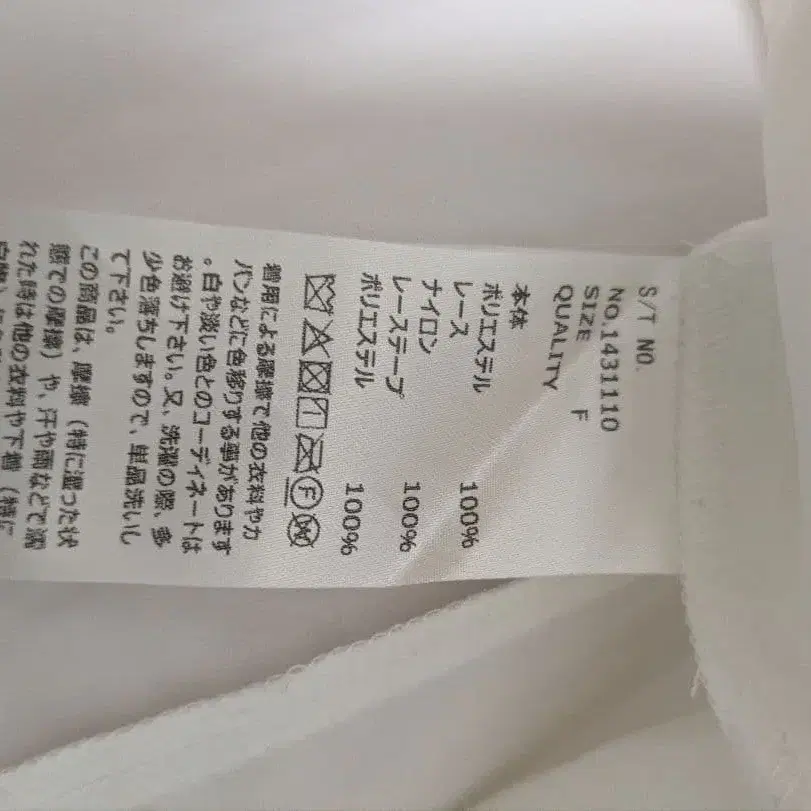 S/T NO.
NO.1431110
SIZE F
QUALITY
本体
ポリエステル 100%
レース
ナイロン 100%
レーステープ
ポリエステル 100%
着用による摩擦で他の衣料やカ
バンなどに色移りする事があります
。白や淡い色とのコーディネートは
お避け下さい。又、洗濯の際、多
少色落ちしますので、単品洗いし
て下さい。
この商品は、摩擦(特に湿った状
態での摩擦)や、汗や雨などで濡
れた時は他の衣料や下着(特に